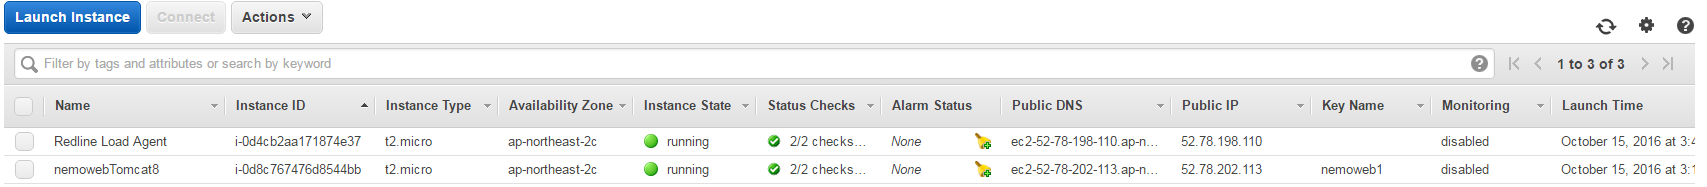 Launch Instance Connect Actions
Filter by tags and attributes or search by keyword 1 to 3 of 3
Name Instance ID Instance Type Availability Zone Instance State Status Checks Alarm Status Public DNS Public IP Key Name Monitoring Launch Time
Redline Load Agent i-0d4cb2aa171874e37 t2.micro ap-northeast-2c running 2/2 checks... None ec2-52-78-198-110.ap-n... 52.78.198.110 disabled October 15, 2016 at 3:4
nemowebTomcat8 i-0d8c767476d8544bb t2.micro ap-northeast-2c running 2/2 checks... None ec2-52-78-202-113.ap-n... 52.78.202.113 nemoweb1 disabled October 15, 2016 at 3:1